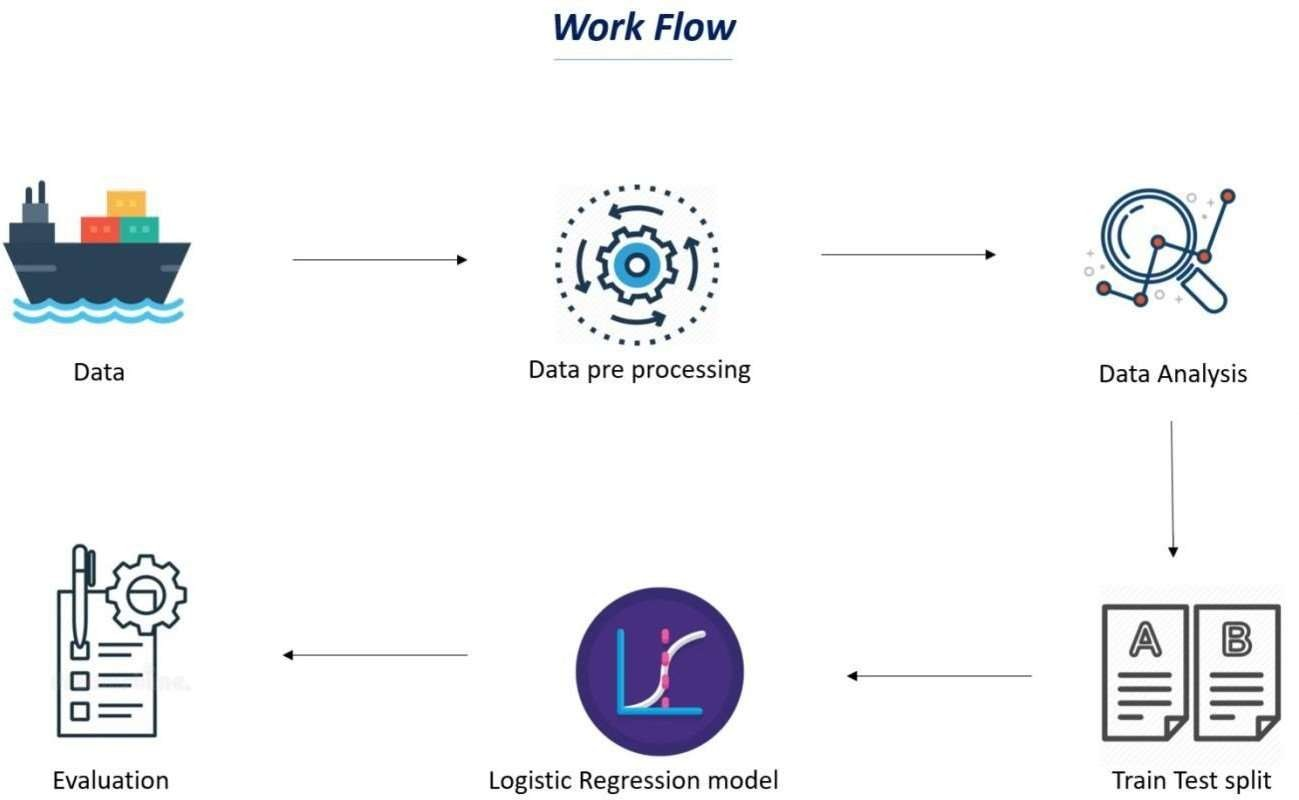 Work Flow
Data
Data pre processing
Data Analysis
A
B
Evaluation
Logistic Regression model
Train Test split